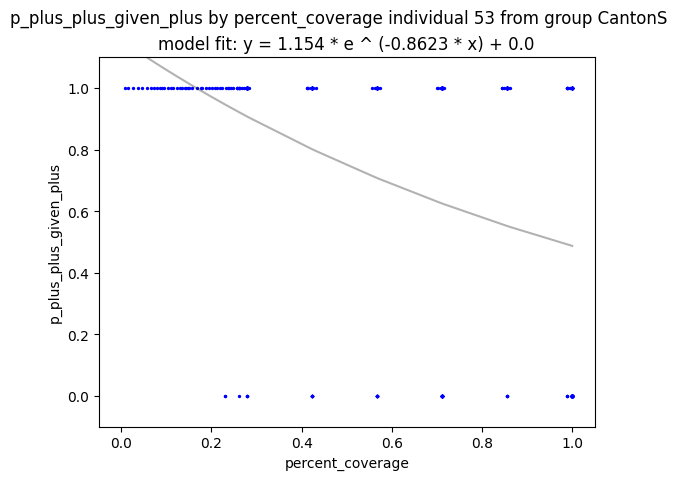 p_plus_plus_given_plus by percent_coverage individual 53 from group CantonS
model fit: y = 1.154 * e ^ (-0.8623 * x) + 0.0
1.0
0.8
0.6
0.4
0.2
0.0
p_plus_plus_given_plus
0.0 0.2 0.4 0.6 0.8 1.0
percent_coverage